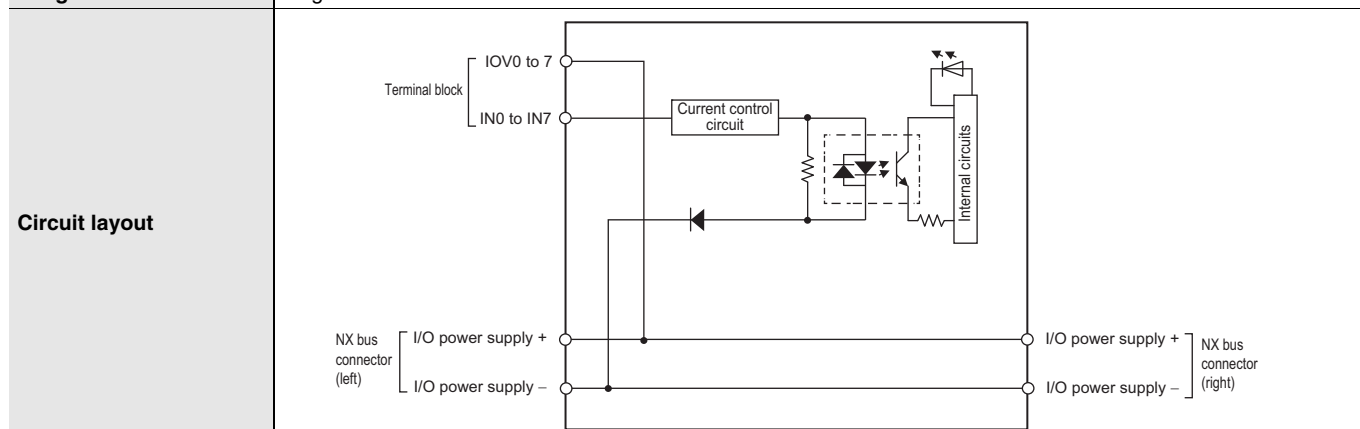 Circuit layout
Terminal block
IOV0 to 7
IN0 to IN7
Current control
circuit
Internal circuits
NX bus
connector
(left)
I/O power supply +
I/O power supply −
I/O power supply +
I/O power supply −
NX bus
connector
(right)